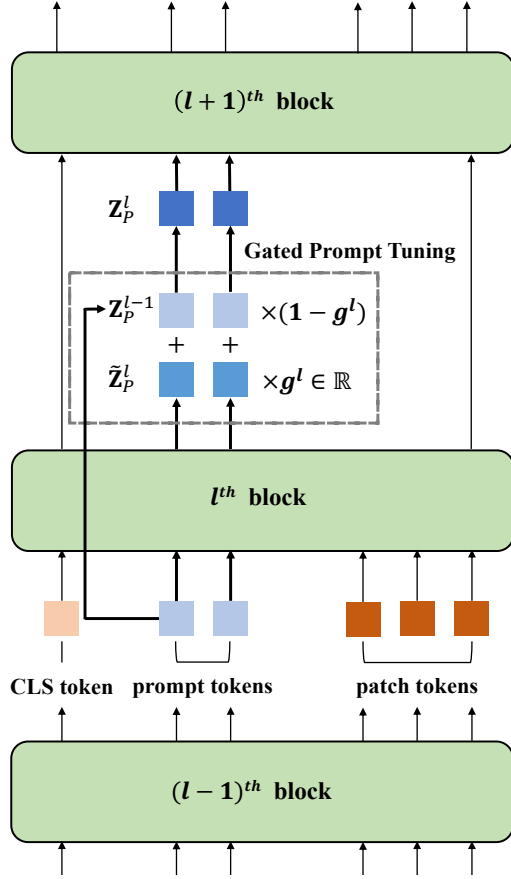 (l + 1)^{th} block
Z_P^l
Gated Prompt Tuning
Z_P^{l-1} ×(1 − g^l)
+ +
Z̃_P^l ×g^l ∈ ℝ
l^{th} block
CLS token prompt tokens patch tokens
(l − 1)^{th} block